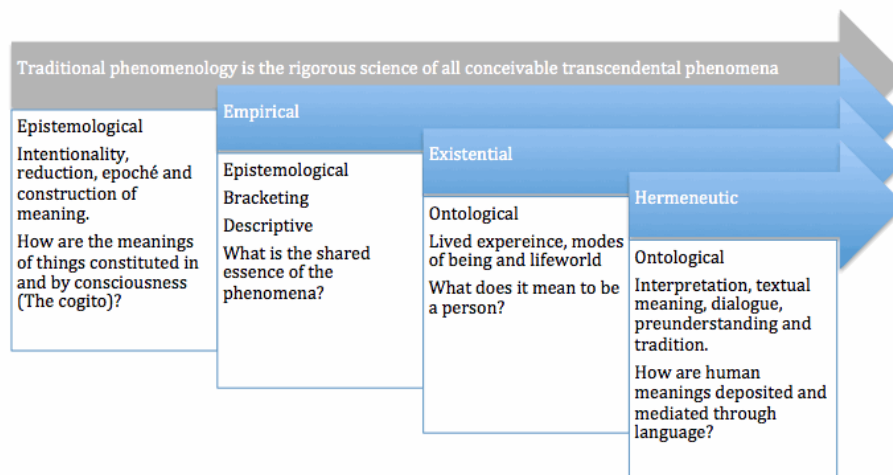 Traditional phenomenology is the rigorous science of all conceivable transcendental phenomena
Epistemological
Intentionality,
reduction, epoché and
construction of
meaning.
How are the meanings
of things constituted in
and by consciousness
(The cogito)?
Empirical
Epistemological
Bracketing
Descriptive
What is the shared
essence of the
phenomena?
Existential
Ontological
Lived expereince, modes
of being and lifeworld
What does it mean to be
a person?
Hermeneutic
Ontological
Interpretation, textual
meaning, dialogue,
preunderstanding and
tradition.
How are human
meanings deposited and
mediated through
language?